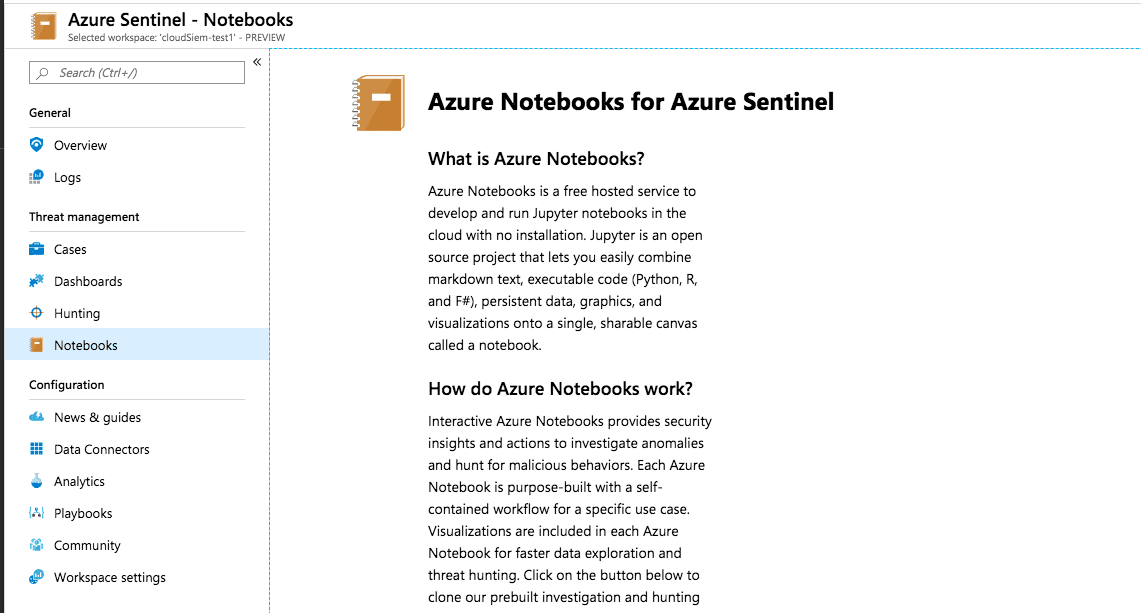 Azure Sentinel - Notebooks
Selected workspace: 'cloudSiem-test1' - PREVIEW
«
Search (Ctrl+/)
General
Overview
Logs
Threat management
Cases
Dashboards
Hunting
Notebooks
Configuration
News & guides
Data Connectors
Analytics
Playbooks
Community
Workspace settings
Azure Notebooks for Azure Sentinel
What is Azure Notebooks?
Azure Notebooks is a free hosted service to
develop and run Jupyter notebooks in the
cloud with no installation. Jupyter is an open
source project that lets you easily combine
markdown text, executable code (Python, R,
and F#), persistent data, graphics, and
visualizations onto a single, sharable canvas
called a notebook.
How do Azure Notebooks work?
Interactive Azure Notebooks provides security
insights and actions to investigate anomalies
and hunt for malicious behaviors. Each Azure
Notebook is purpose-built with a self-
contained workflow for a specific use case.
Visualizations are included in each Azure
Notebook for faster data exploration and
threat hunting. Click on the button below to
clone our prebuilt investigation and hunting